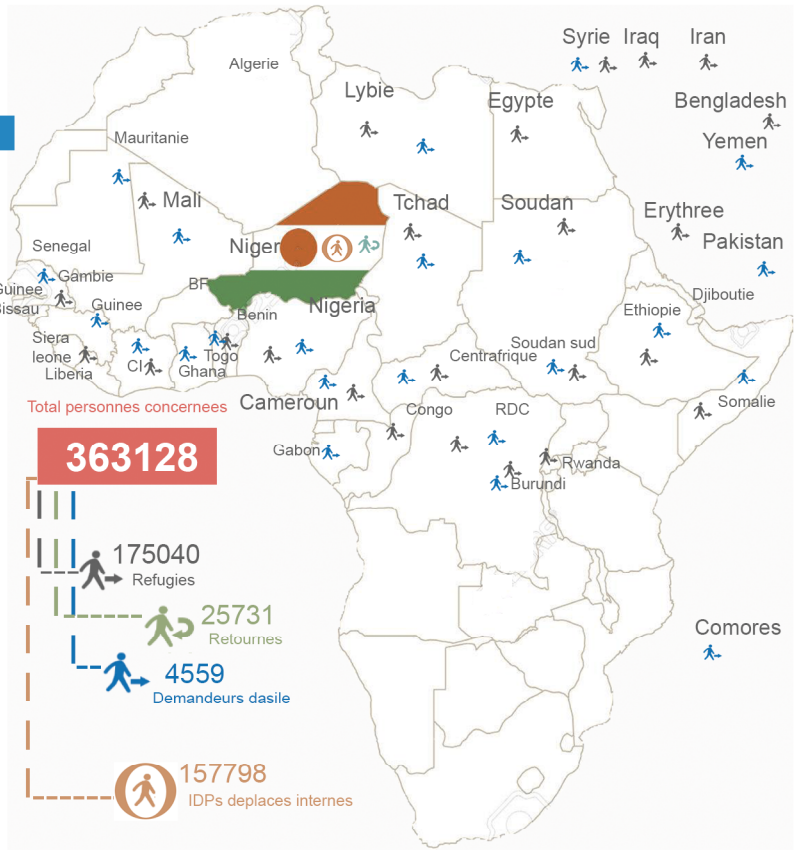 Syrie Iraq Iran
Algerie
Lybie
Egypte
Bengladesh
Mauritanie
Yemen
Mali
Tchad
Soudan
Erythree
Senegal
Niger
Pakistan
Gambie
BF
Djiboutie
Guinee
Bissau
Guinee
Nigeria
Benin
Ethiopie
Siera
leone
Liberia
CI
Ghana
Togo
Centrafrique
Soudan sud
Cameroun
Congo
RDC
Somalie
Gabon
Rwanda
Burundi
Comores
Total personnes concernees
363128
175040
Refugies
25731
Retournes
4559
Demandeurs dasile
157798
IDPs deplaces internes